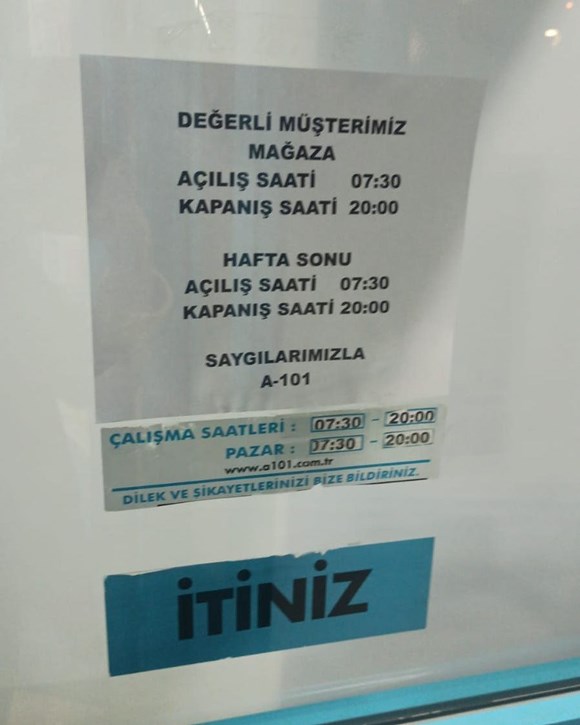 DEĞERLİ MÜŞTERİMİZ
MAĞAZA
AÇILIŞ SAATİ 07:30
KAPANIŞ SAATİ 20:00
HAFTA SONU
AÇILIŞ SAATİ 07:30
KAPANIŞ SAATİ 20:00
SAYGILARIMIZLA
A-101
ÇALIŞMA SAATLERİ : 07:30 - 20:00
PAZAR : 07:30 - 20:00
www.a101.com.tr
DİLEK VE ŞİKAYETLERİNİZİ BİZE BİLDİRİNİZ.
İTİNİZ